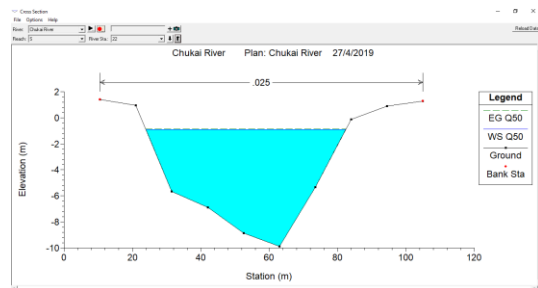 Cross Section
File Options Help
River: Chukai River
Reload Data
Reach: 5 River Sta.: 22
Chukai River Plan: Chukai River 27/4/2019
.025
Legend
EG Q50
WS Q50
Ground
Bank Sta
2
0
-2
-4
-6
-8
-10
Elevation (m)
0 20 40 60 80 100 120
Station (m)